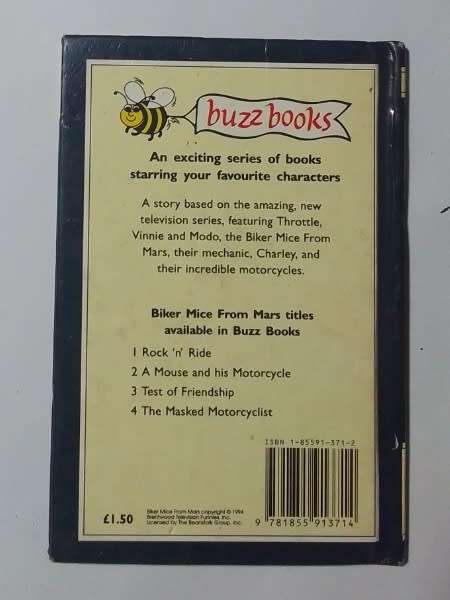 buzz books
An exciting series of books
starring your favourite characters
A story based on the amazing, new
television series, featuring Throttle,
Vinnie and Modo, the Biker Mice From
Mars, their mechanic, Charley, and
their incredible motorcycles.
Biker Mice From Mars titles
available in Buzz Books
1 Rock 'n' Ride
2 A Mouse and his Motorcycle
3 Test of Friendship
4 The Masked Motorcyclist
ISBN 1-85591-371-2
£1.50
Biker Mice From Mars copyright © 1994
Brentwood Television Funnies, Inc.
Licensed by The Beanstalk Group, Inc.
9 781855 913714